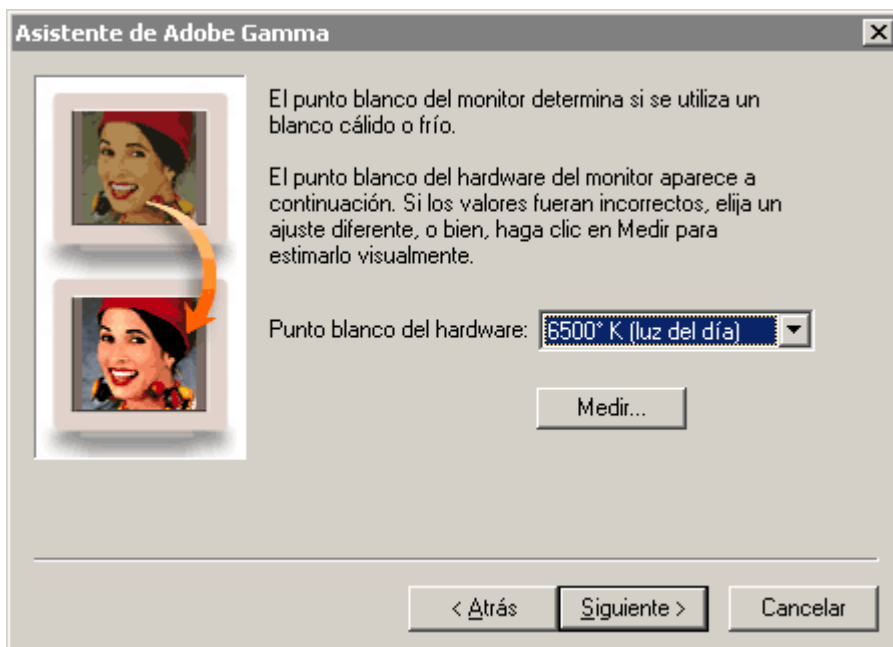 Asistente de Adobe Gamma
El punto blanco del monitor determina si se utiliza un
blanco cálido o frío.
El punto blanco del hardware del monitor aparece a
continuación. Si los valores fueran incorrectos, elija un
ajuste diferente, o bien, haga clic en Medir para
estimarlo visualmente.
Punto blanco del hardware: 6500° K (luz del día)
Medir...
< Atrás Siguiente > Cancelar